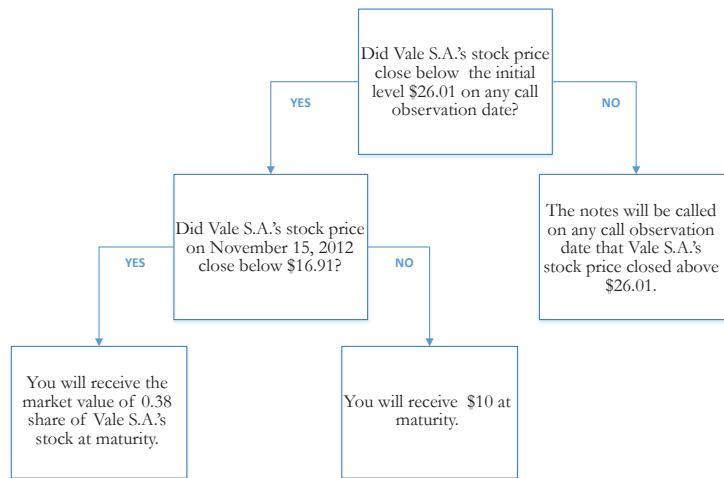 Did Vale S.A.'s stock price
close below the initial
level $26.01 on any call
observation date?
YES
NO
Did Vale S.A.'s stock price
on November 15, 2012
close below $16.91?
The notes will be called
on any call observation
date that Vale S.A.'s
stock price closed above
$26.01.
YES
NO
You will receive the
market value of 0.38
share of Vale S.A.'s
stock at maturity.
You will receive $10 at
maturity.